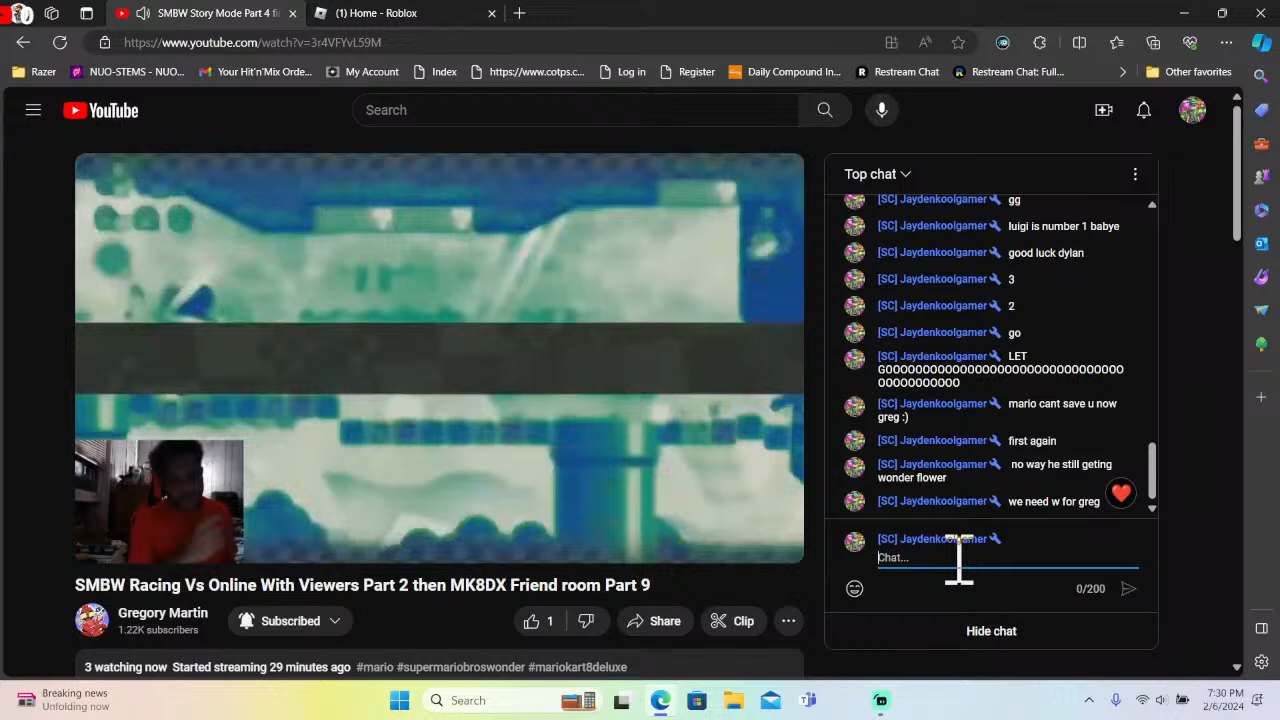 SMBW Story Mode Part 4 fi
(1) Home - Roblox
https://www.youtube.com/watch?v=3r4VFYvL59M
Razer
NUO-STEMS - NUO...
Your Hit'n'Mix Orde...
My Account
Index
https://www.cotps.c...
Log in
Register
Daily Compound In...
Restream Chat
Restream Chat: Full...
Other favorites
YouTube
Search
Top chat
[SC] Jaydenkoolgamer gg
[SC] Jaydenkoolgamer luigi is number 1 babye
[SC] Jaydenkoolgamer good luck dylan
[SC] Jaydenkoolgamer 3
[SC] Jaydenkoolgamer 2
[SC] Jaydenkoolgamer go
[SC] Jaydenkoolgamer LET
GOOOOOOOOOOOOOOOOOOOOOOOOOOOOOOO
OOOOOOOOOOO
[SC] Jaydenkoolgamer mario cant save u now
greg :)
[SC] Jaydenkoolgamer first again
[SC] Jaydenkoolgamer no way he still geting
wonder flower
[SC] Jaydenkoolgamer we need w for greg
[SC] Jaydenkoolgamer
Chat...
0/200
Hide chat
SMBW Racing Vs Online With Viewers Part 2 then MK8DX Friend room Part 9
Gregory Martin
1.22K subscribers
Subscribed
1
Share
Clip
3 watching now Started streaming 29 minutes ago #mario #supermariobroswonder #mariokart8deluxe
Breaking news
Unfolding now
Search
7:30 PM
2/6/2024